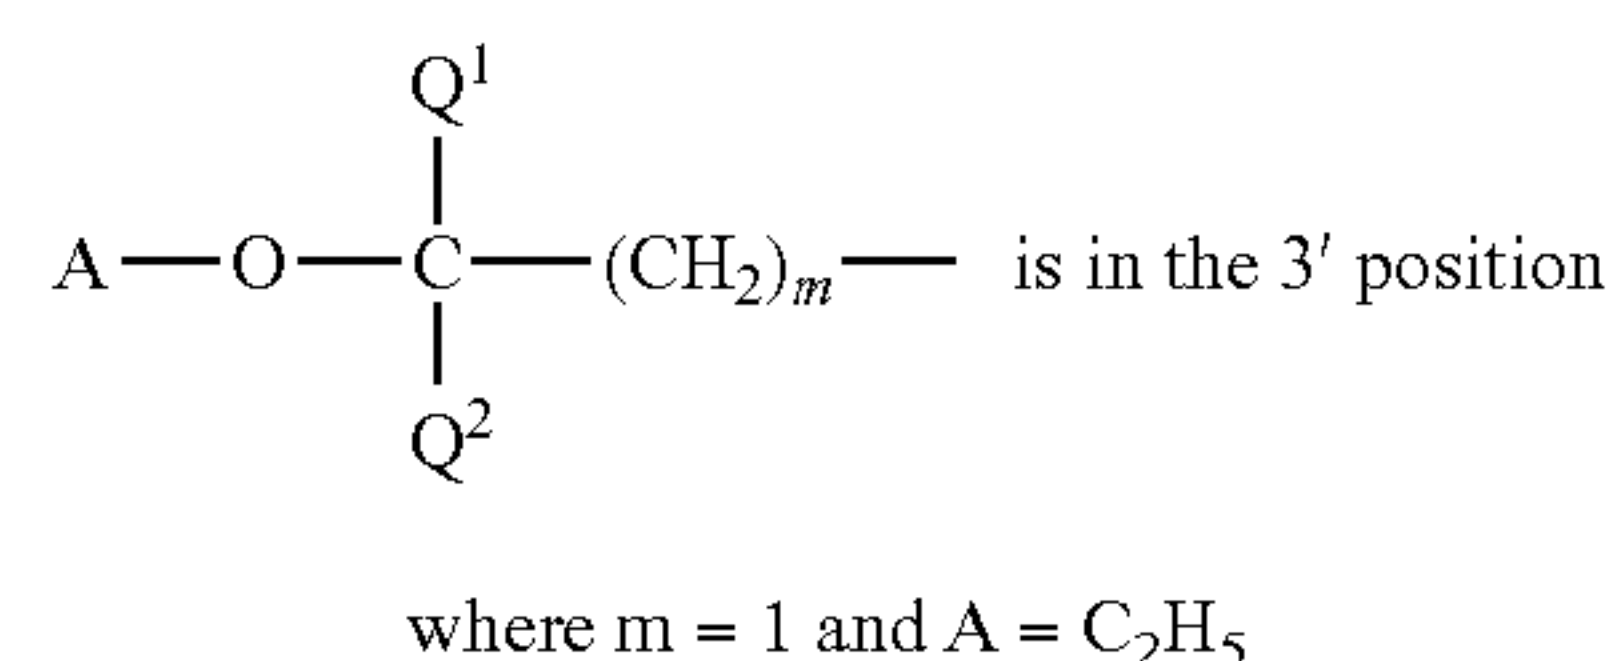 Q¹
A—O—C—(CH₂)ₘ— is in the 3′ position
Q²
where m = 1 and A = C₂H₅